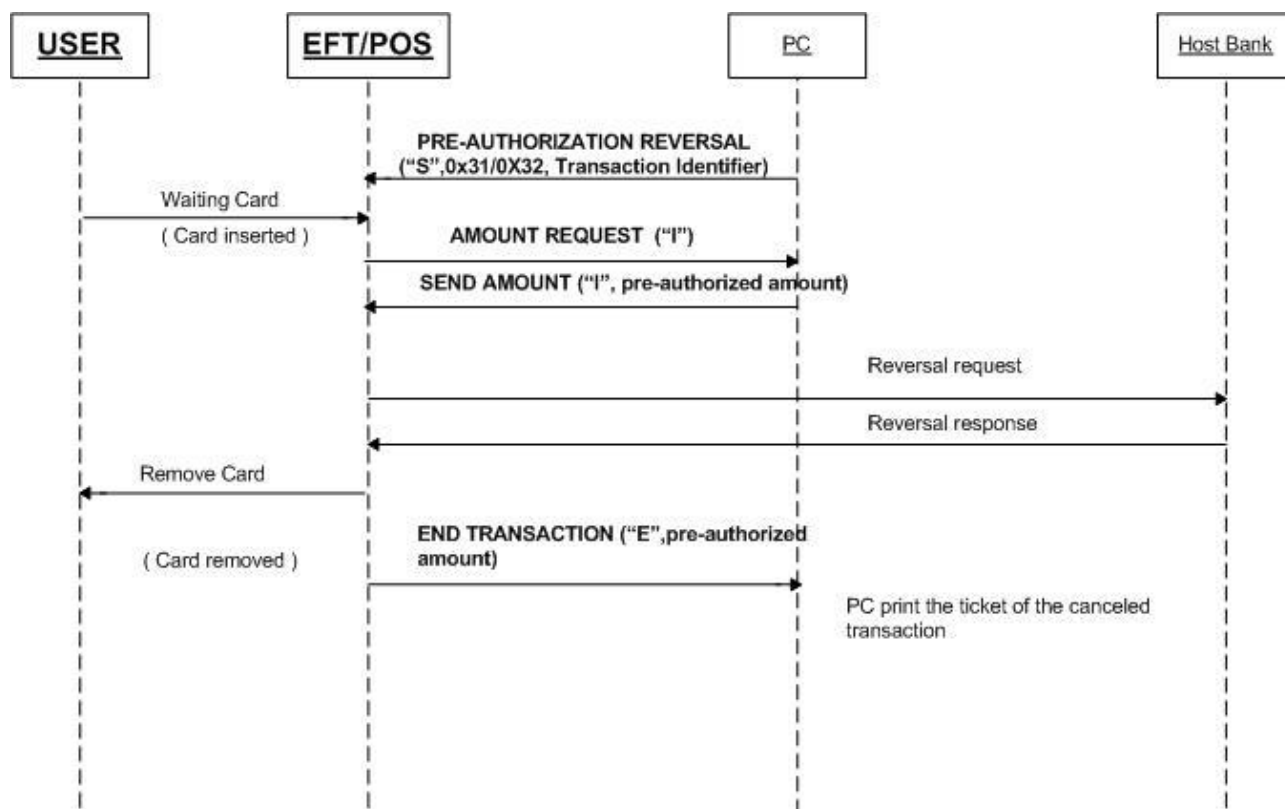 USER
EFT/POS
PC
Host Bank
PRE-AUTHORIZATION REVERSAL
(“S”,0x31/0X32, Transaction Identifier)
Waiting Card
( Card inserted )
AMOUNT REQUEST (“I”)
SEND AMOUNT (“I”, pre-authorized amount)
Reversal request
Reversal response
Remove Card
END TRANSACTION (“E”,pre-authorized
amount)
( Card removed )
PC print the ticket of the canceled
transaction